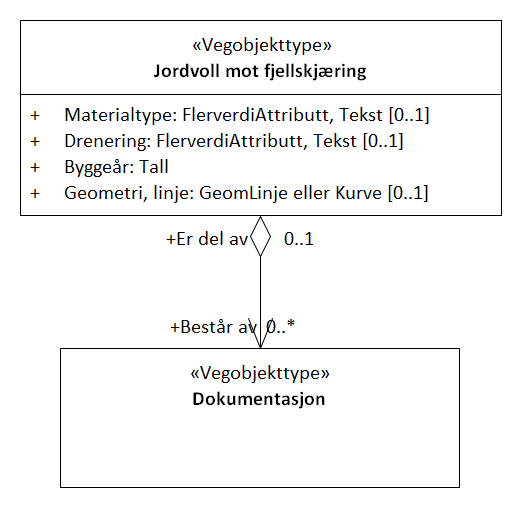 «Vegobjekttype»
Jordvoll mot fjellskjæring
+ Materialtype: FlerverdiAttributt, Tekst [0..1]
+ Drenering: FlerverdiAttributt, Tekst [0..1]
+ Byggeår: Tall
+ Geometri, linje: GeomLinje eller Kurve [0..1]
+Er del av 0..1
+Består av 0..*
«Vegobjekttype»
Dokumentasjon